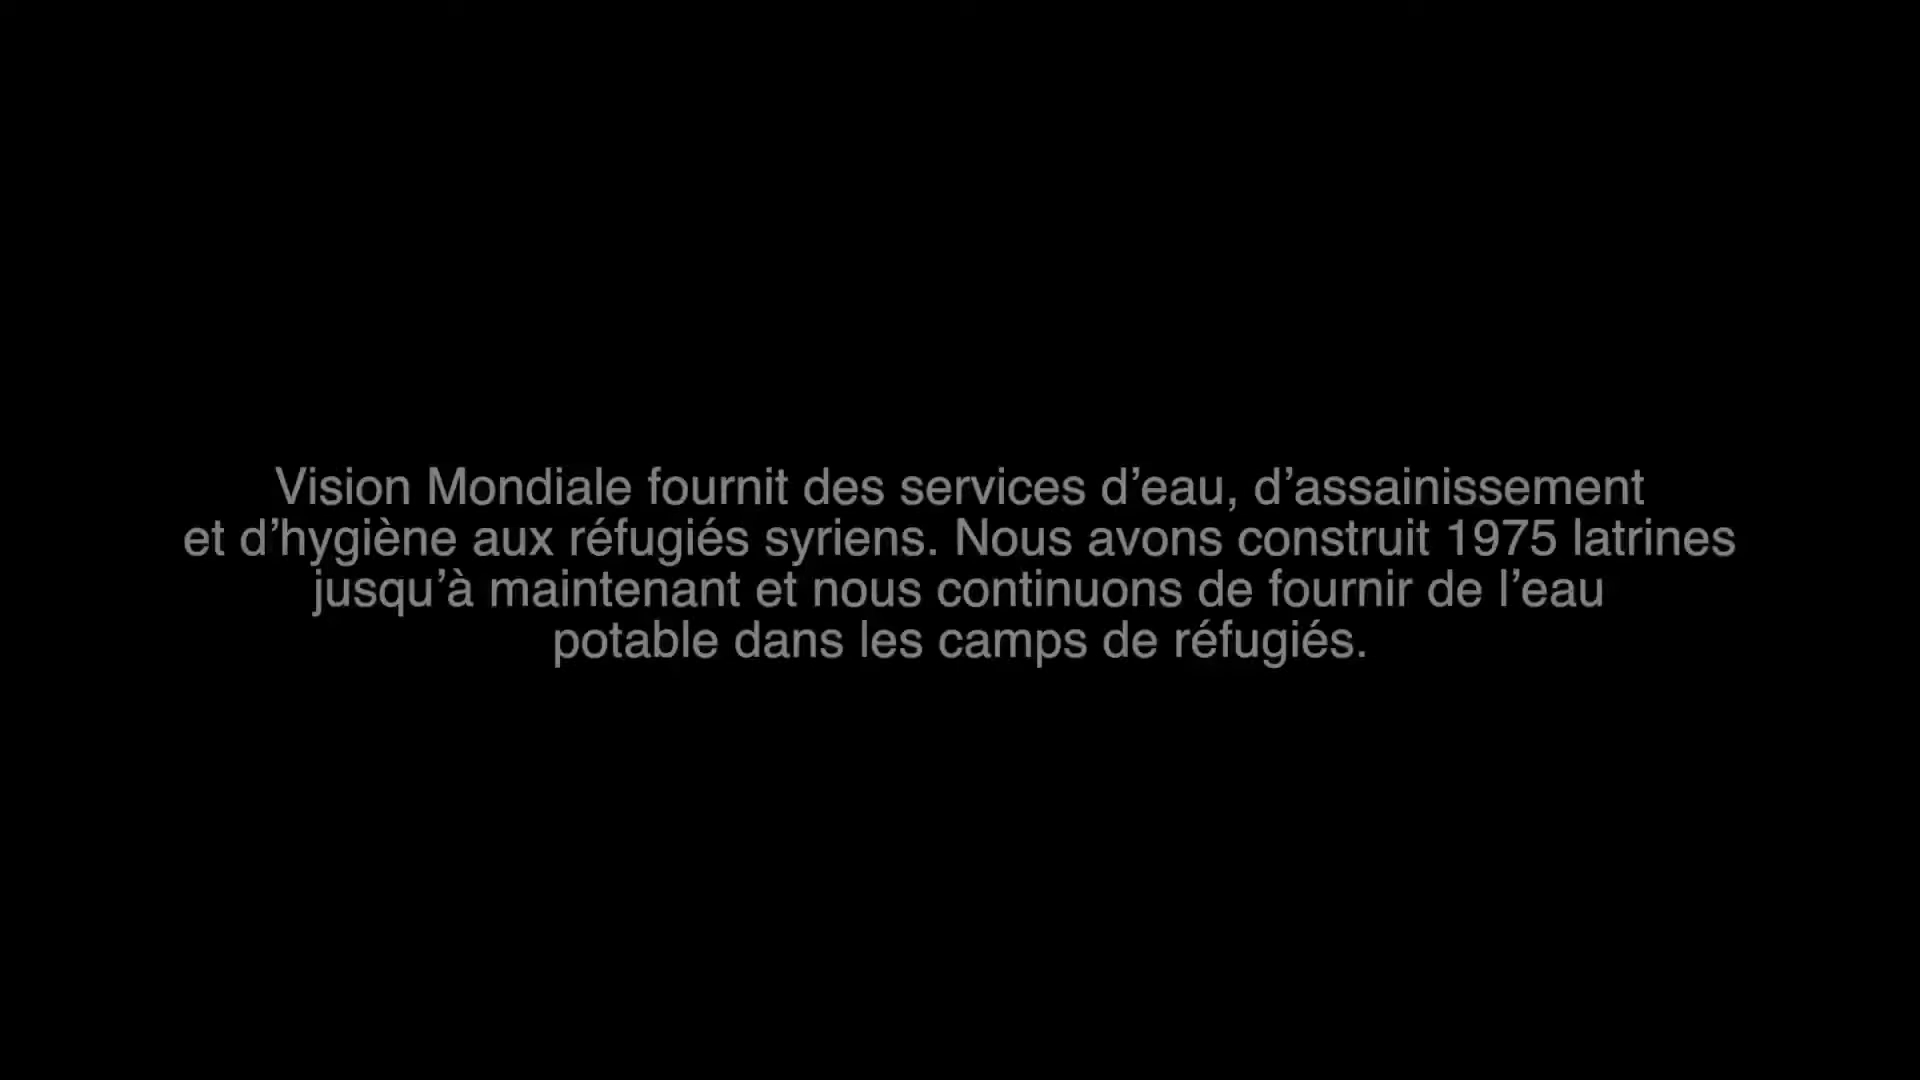 Vision Mondiale fournit des services d’eau, d’assainissement
et d’hygiène aux réfugiés syriens. Nous avons construit 1975 latrines
jusqu’à maintenant et nous continuons de fournir de l’eau
potable dans les camps de réfugiés.